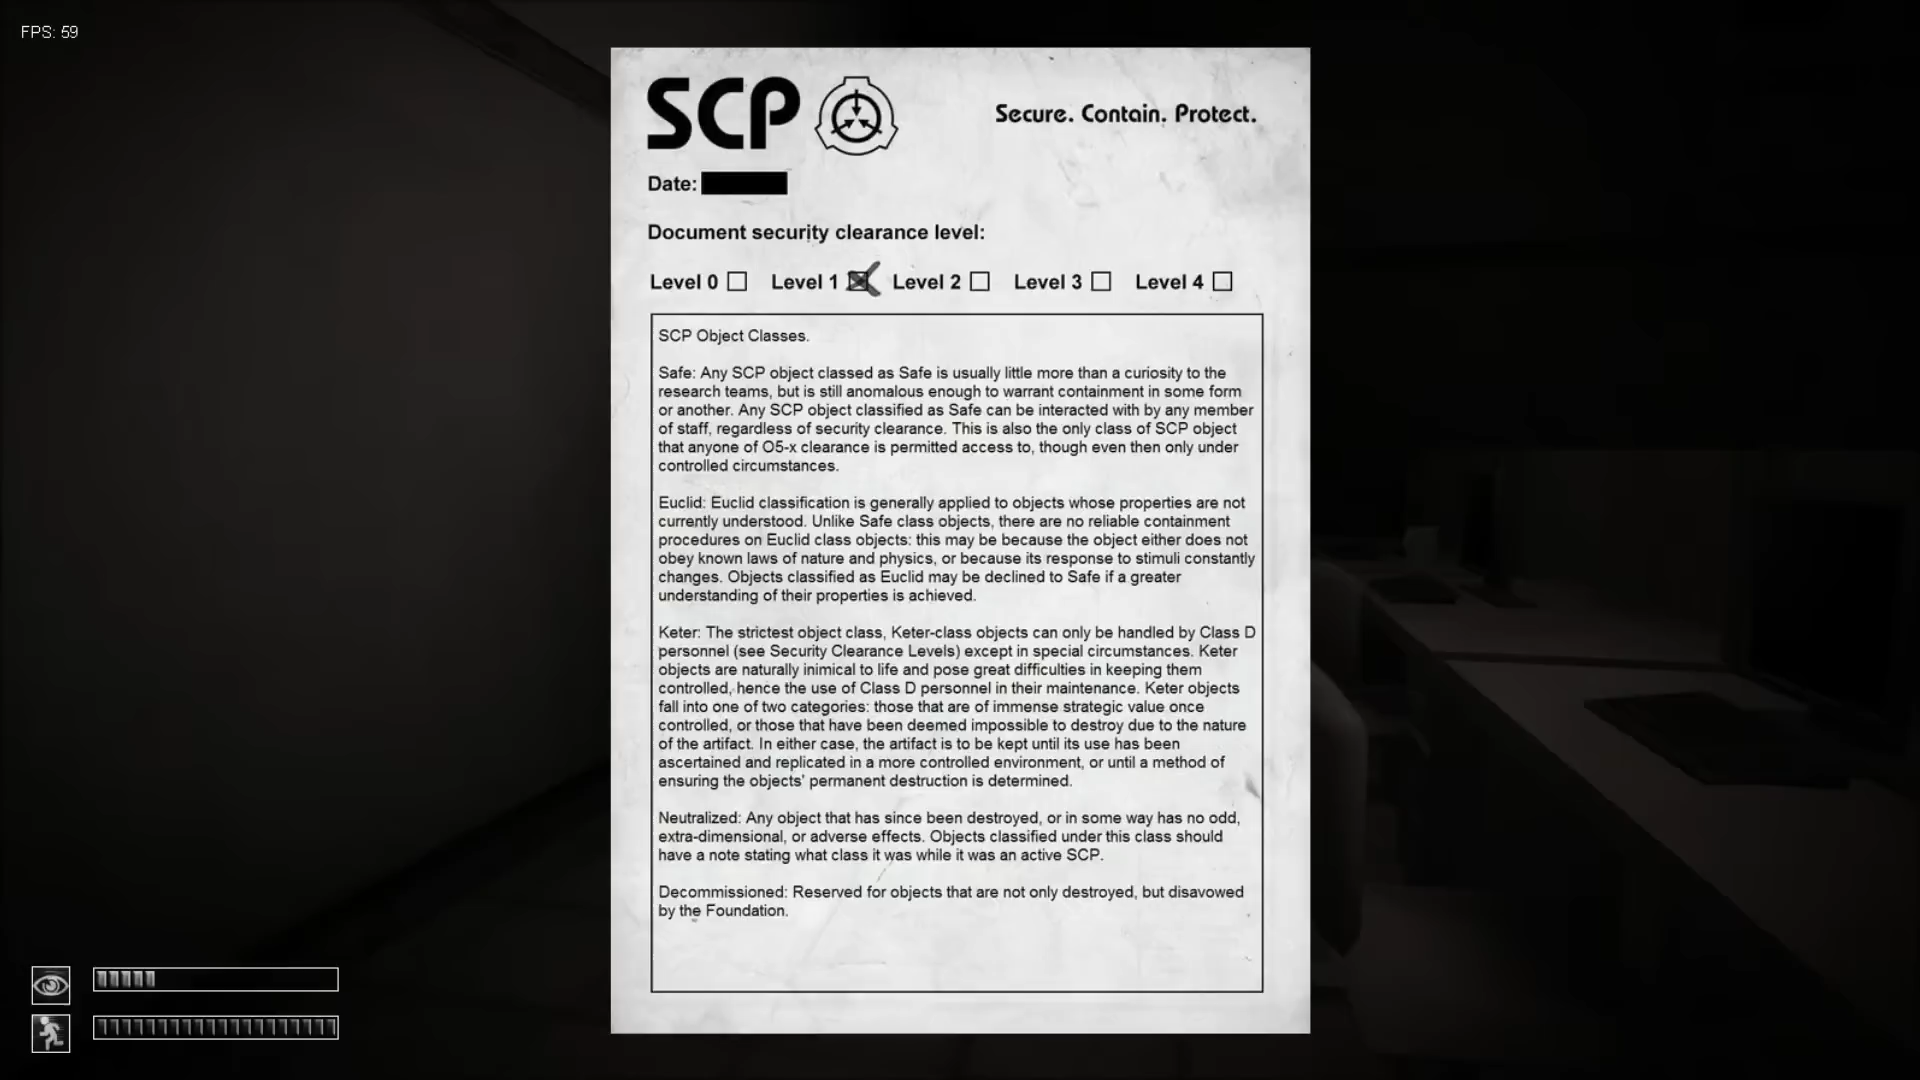 FPS: 59
SCP
Secure. Contain. Protect.
Date:
Document security clearance level:
Level 0 Level 1 Level 2 Level 3 Level 4
SCP Object Classes.
Safe: Any SCP object classed as Safe is usually little more than a curiosity to the
research teams, but is still anomalous enough to warrant containment in some form
or another. Any SCP object classified as Safe can be interacted with by any member
of staff, regardless of security clearance. This is also the only class of SCP object
that anyone of O5-x clearance is permitted access to, though even then only under
controlled circumstances.
Euclid: Euclid classification is generally applied to objects whose properties are not
currently understood. Unlike Safe class objects, there are no reliable containment
procedures on Euclid class objects: this may be because the object either does not
obey known laws of nature and physics, or because its response to stimuli constantly
changes. Objects classified as Euclid may be declined to Safe if a greater
understanding of their properties is achieved.
Keter: The strictest object class, Keter-class objects can only be handled by Class D
personnel (see Security Clearance Levels) except in special circumstances. Keter
objects are naturally inimical to life and pose great difficulties in keeping them
controlled, hence the use of Class D personnel in their maintenance. Keter objects
fall into one of two categories: those that are of immense strategic value once
controlled, or those that have been deemed impossible to destroy due to the nature
of the artifact. In either case, the artifact is to be kept until its use has been
ascertained and replicated in a more controlled environment, or until a method of
ensuring the objects' permanent destruction is determined.
Neutralized: Any object that has since been destroyed, or in some way has no odd,
extra-dimensional, or adverse effects. Objects classified under this class should
have a note stating what class it was while it was an active SCP.
Decommissioned: Reserved for objects that are not only destroyed, but disavowed
by the Foundation.